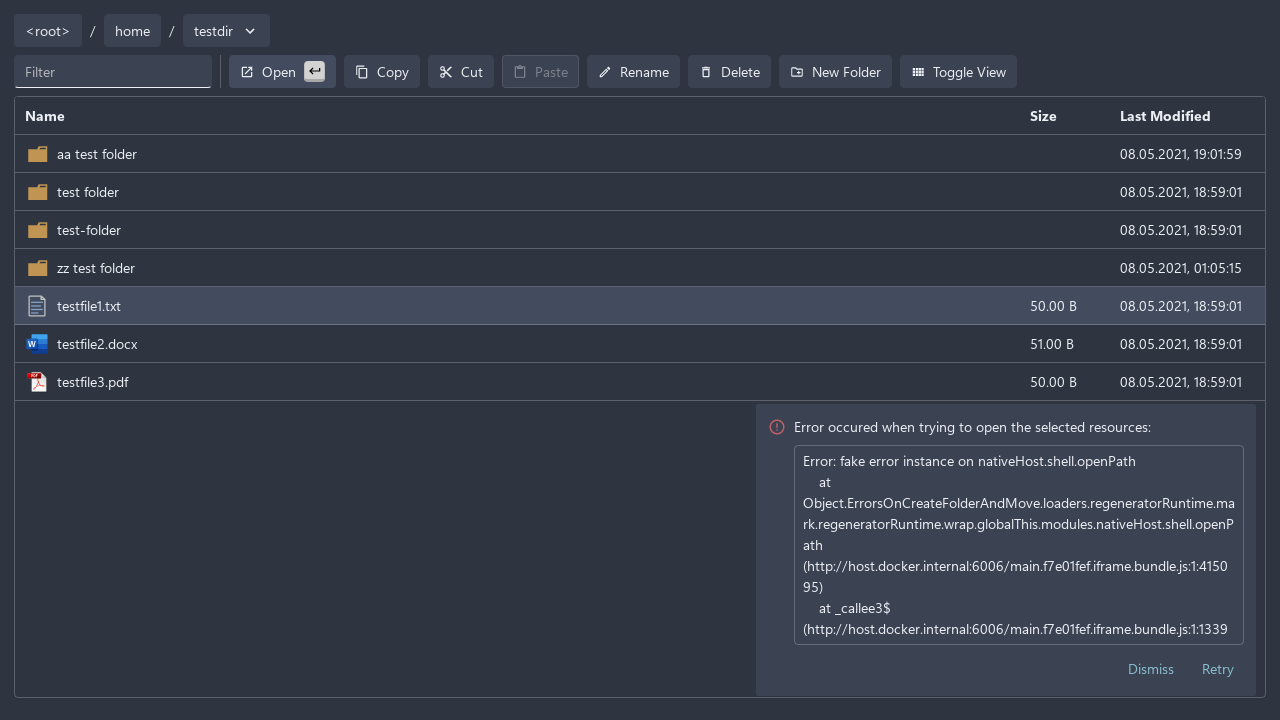 <root> / home / testdir
Filter Open Copy Cut Paste Rename Delete New Folder Toggle View
Name Size Last Modified
aa test folder 08.05.2021, 19:01:59
test folder 08.05.2021, 18:59:01
test-folder 08.05.2021, 18:59:01
zz test folder 08.05.2021, 01:05:15
testfile1.txt 50.00 B 08.05.2021, 18:59:01
testfile2.docx 51.00 B 08.05.2021, 18:59:01
testfile3.pdf 50.00 B 08.05.2021, 18:59:01
Error occured when trying to open the selected resources:
Error: fake error instance on nativeHost.shell.openPath
at
Object.ErrorsOnCreateFolderAndMove.loaders.regeneratorRuntime.ma
rk.regeneratorRuntime.wrap.globalThis.modules.nativeHost.shell.openP
ath
(http://host.docker.internal:6006/main.f7e01fef.iframe.bundle.js:1:4150
95)
at _callee3$
(http://host.docker.internal:6006/main.f7e01fef.iframe.bundle.js:1:1339
Dismiss Retry